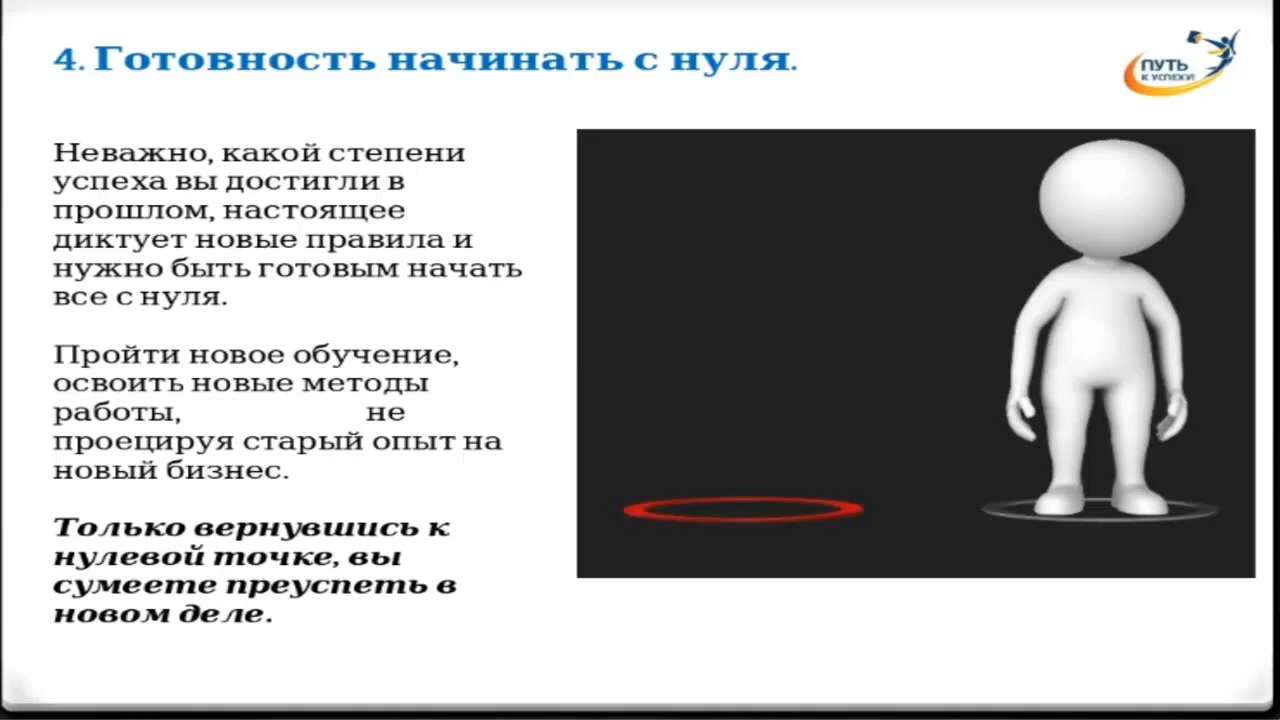 4. Готовность начинать с нуля.
ПУТЬ
К УСПЕХУ!
Неважно, какой степени
успеха вы достигли в
прошлом, настоящее
диктует новые правила и
нужно быть готовым начать
все с нуля.
Пройти новое обучение,
освоить новые методы
работы, не
проецируя старый опыт на
новый бизнес.
Только вернувшись к
нулевой точке, вы
сумеете преуспеть в
новом деле.